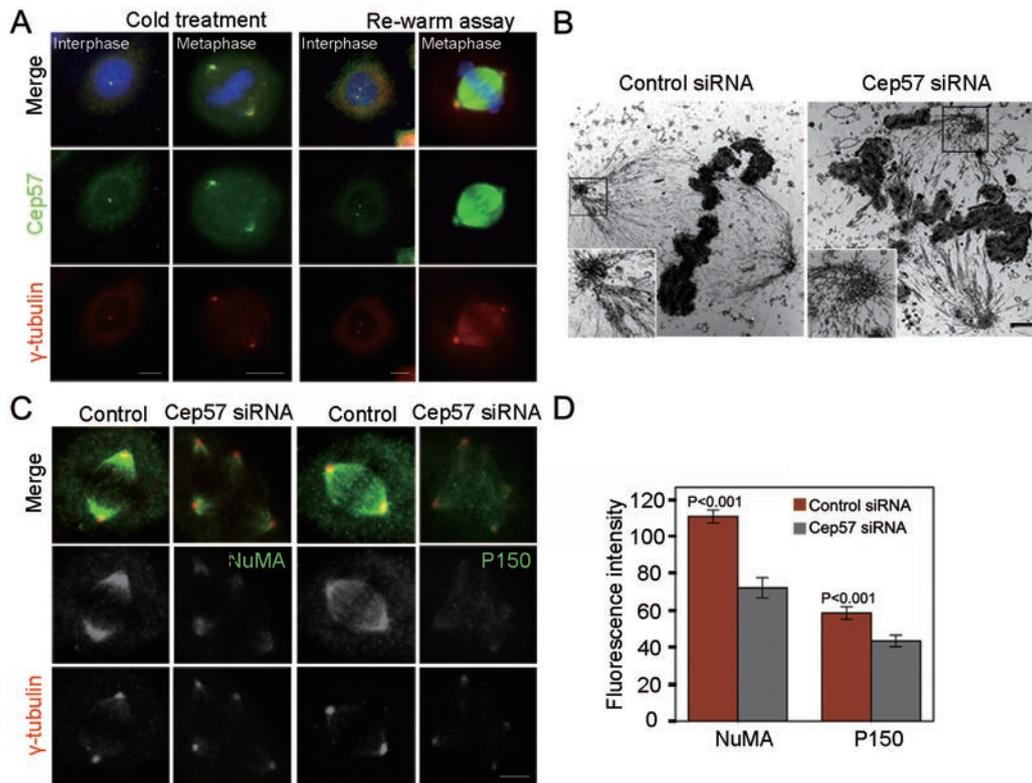 A
Cold treatment
Re-warm assay
Interphase
Metaphase
Interphase
Metaphase
Merge
Cep57
γ-tubulin
B
Control siRNA
Cep57 siRNA
C
Control
Cep57 siRNA
Control
Cep57 siRNA
Merge
NuMA
P150
γ-tubulin
D
Fluorescence intensity
120
100
80
60
40
20
0
P<0.001
P<0.001
Control siRNA
Cep57 siRNA
NuMA
P150